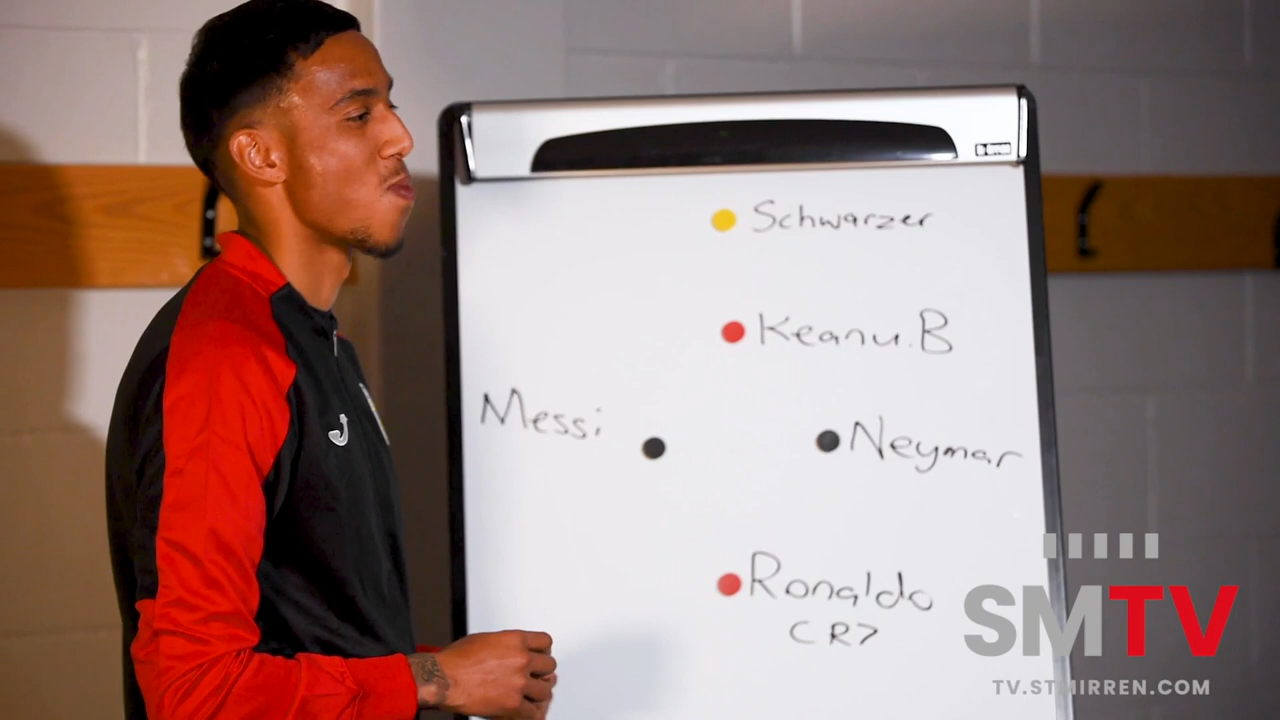 Schwarzer
Keanu.B
Messi
Neymar
Ronaldo
CR7
SMTV
TV.STMIRREN.COM